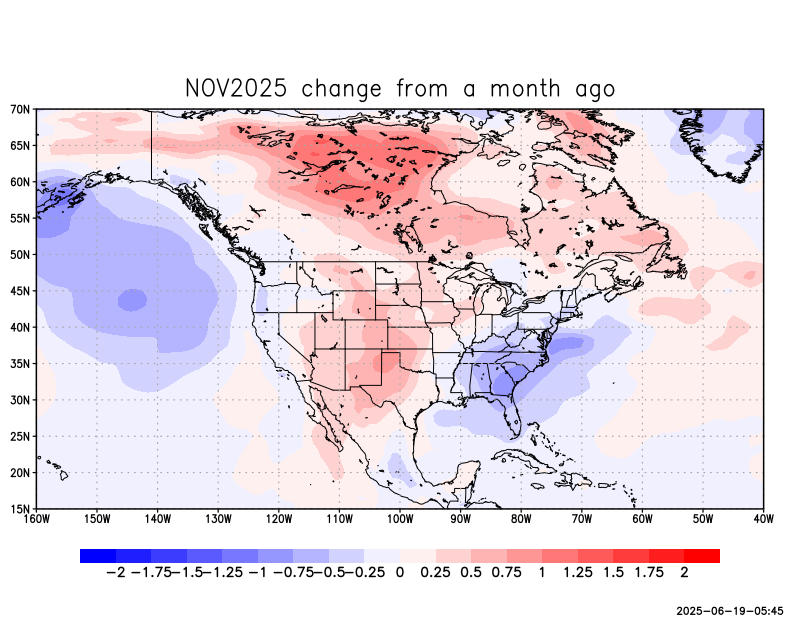 NOV2025 change from a month ago
70N
65N
60N
55N
50N
45N
40N
35N
30N
25N
20N
15N
160W 150W 140W 130W 120W 110W 100W 90W 80W 70W 60W 50W 40W
-2 -1.75 -1.5 -1.25 -1 -0.75 -0.5 -0.25 0 0.25 0.5 0.75 1 1.25 1.5 1.75 2
2025-06-19-05:45